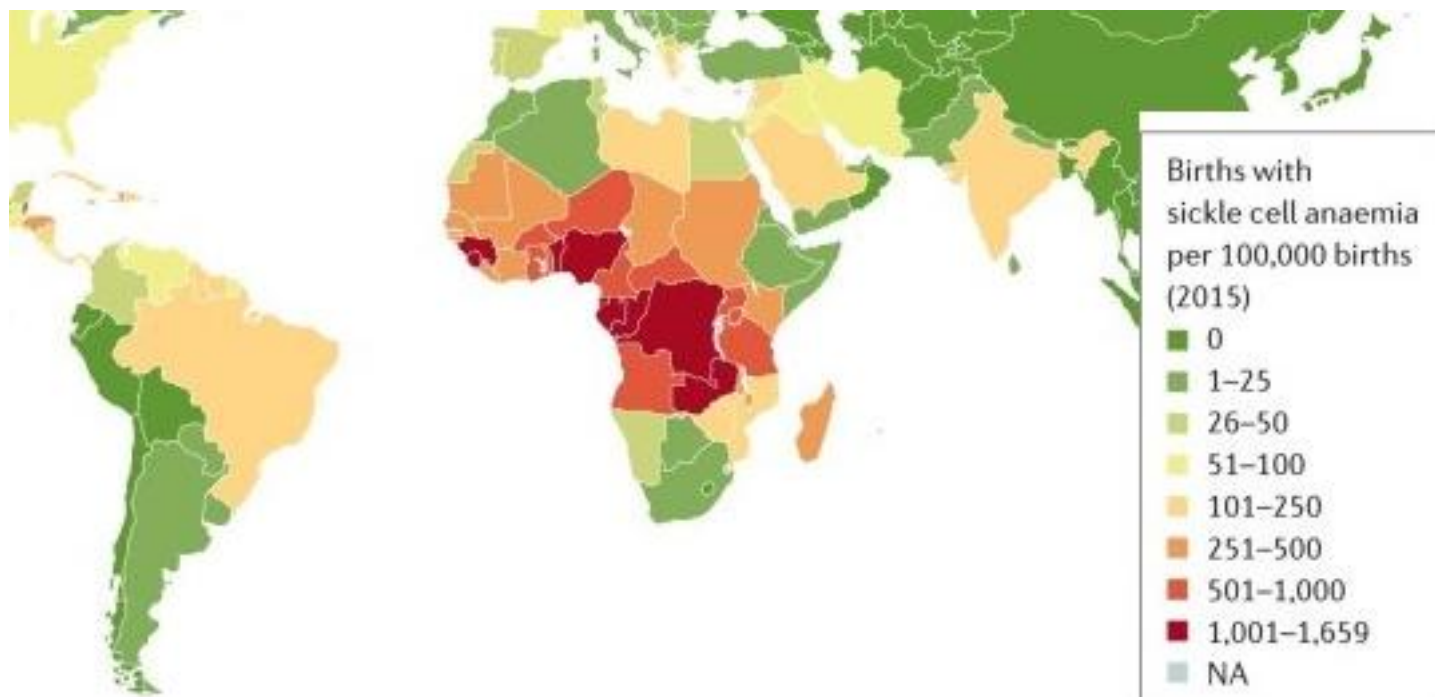 Births with
sickle cell anaemia
per 100,000 births
(2015)
0
1–25
26–50
51–100
101–250
251–500
501–1,000
1,001–1,659
NA